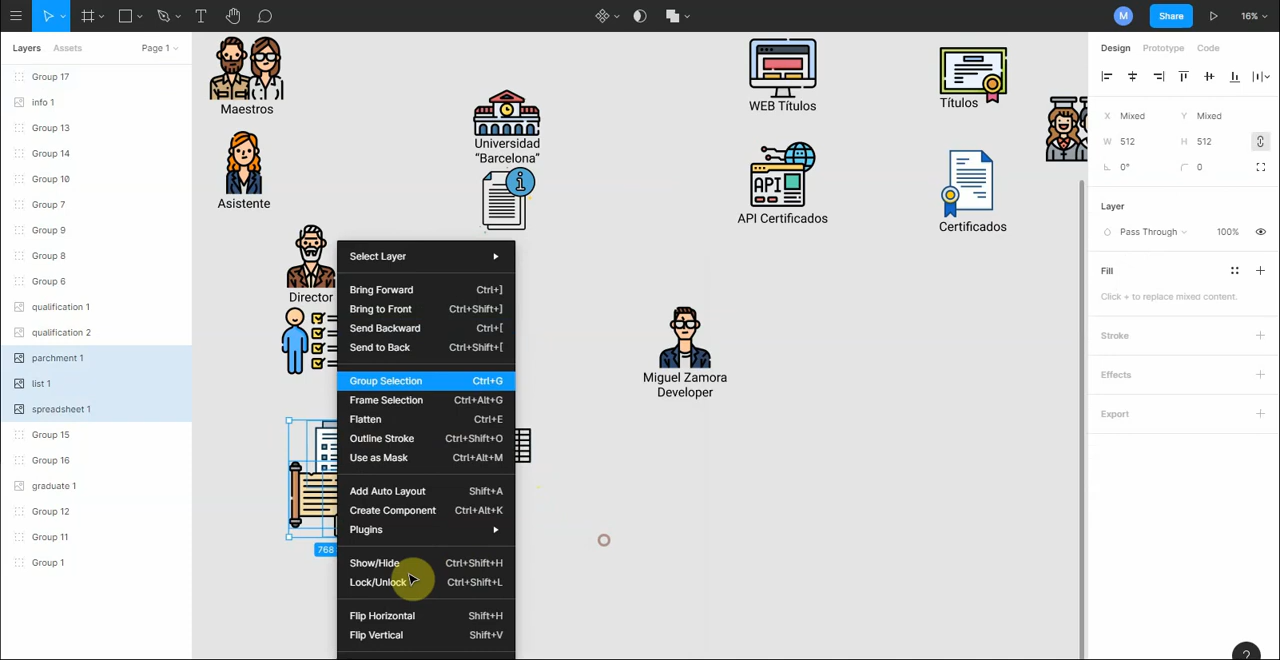 M
Share
16%
Layers
Assets
Page 1
Group 17
info 1
Group 13
Group 14
Group 10
Group 7
Group 9
Group 8
Group 6
qualification 1
qualification 2
parchment 1
list 1
spreadsheet 1
Group 15
Group 16
graduate 1
Group 12
Group 11
Group 1
Maestros
Asistente
Director
Universidad
“Barcelona”
WEB Títulos
API
API Certificados
Títulos
Certificados
Miguel Zamora
Developer
768
Select Layer
Bring Forward Ctrl+]
Bring to Front Ctrl+Shift+]
Send Backward Ctrl+[
Send to Back Ctrl+Shift+[
Group Selection Ctrl+G
Frame Selection Ctrl+Alt+G
Flatten Ctrl+E
Outline Stroke Ctrl+Shift+O
Use as Mask Ctrl+Alt+M
Add Auto Layout Shift+A
Create Component Ctrl+Alt+K
Plugins
Show/Hide Ctrl+Shift+H
Lock/Unlock Ctrl+Shift+L
Flip Horizontal Shift+H
Flip Vertical Shift+V
Design
Prototype
Code
X Mixed Y Mixed
W 512 H 512
0° 0
Layer
Pass Through 100%
Fill
Click + to replace mixed content.
Stroke
Effects
Export
?